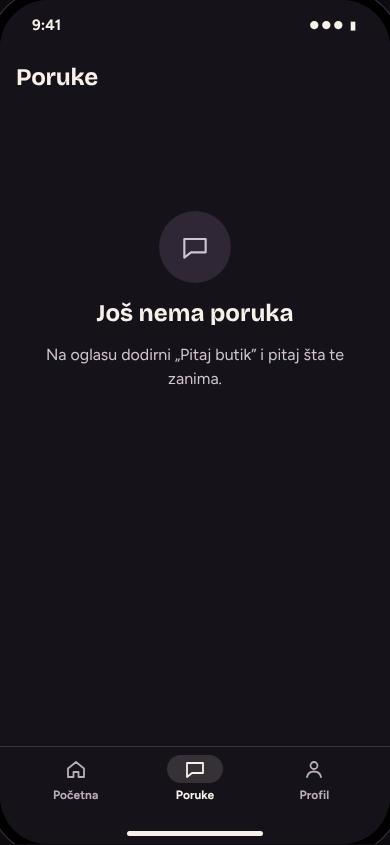 9:41
Poruke
Još nema poruka
Na oglasu dodirni „Pitaj butik” i pitaj šta te
zanima.
Početna
Poruke
Profil